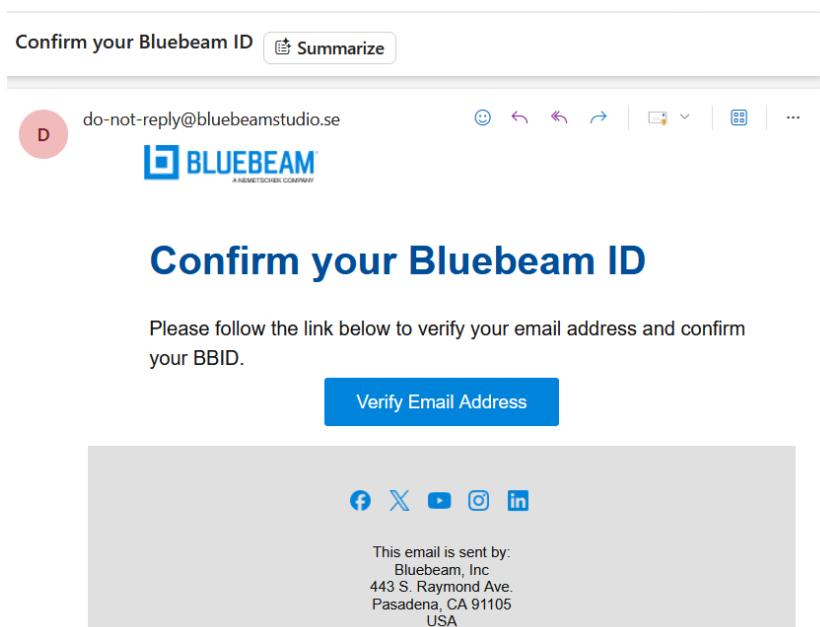 Confirm your Bluebeam ID Summarize
D
do-not-reply@bluebeamstudio.se
BLUEBEAM
A NEMETSCHEK COMPANY
Confirm your Bluebeam ID
Please follow the link below to verify your email address and confirm
your BBID.
Verify Email Address
This email is sent by:
Bluebeam, Inc
443 S. Raymond Ave.
Pasadena, CA 91105
USA